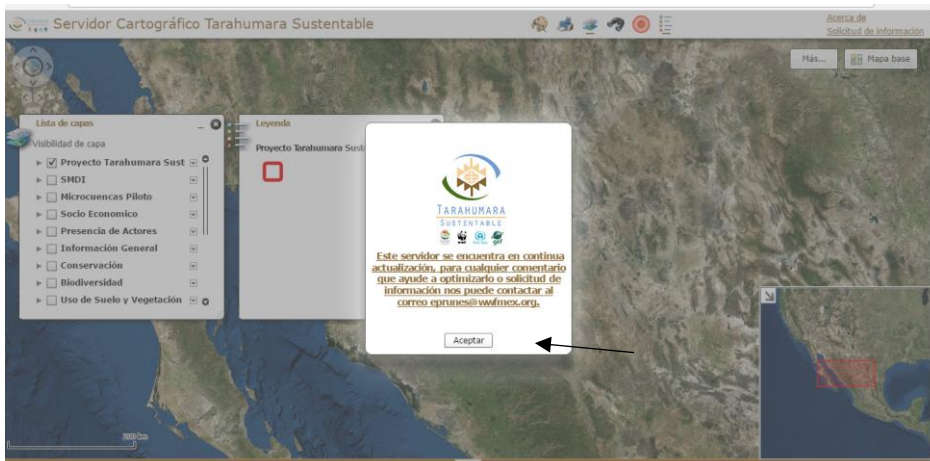 Servidor Cartográfico Tarahumara Sustentable
Acerca de
Solicitud de información
Más...
Mapa base
Lista de capas
Visibilidad de capa
Proyecto Tarahumara Sust
SMDI
Microcuencas Piloto
Socio Economico
Presencia de Actores
Información General
Conservación
Biodiversidad
Uso de Suelo y Vegetación
Leyenda
Proyecto Tarahumara Sust
TARAHUMARA
SUSTENTABLE
WWF
gef
Este servidor se encuentra en continua
actualización, para cualquier comentario
que ayude a optimizarlo o solicitud de
información nos puede contactar al
correo eprunes@wwfmex.org.
Aceptar
200 km